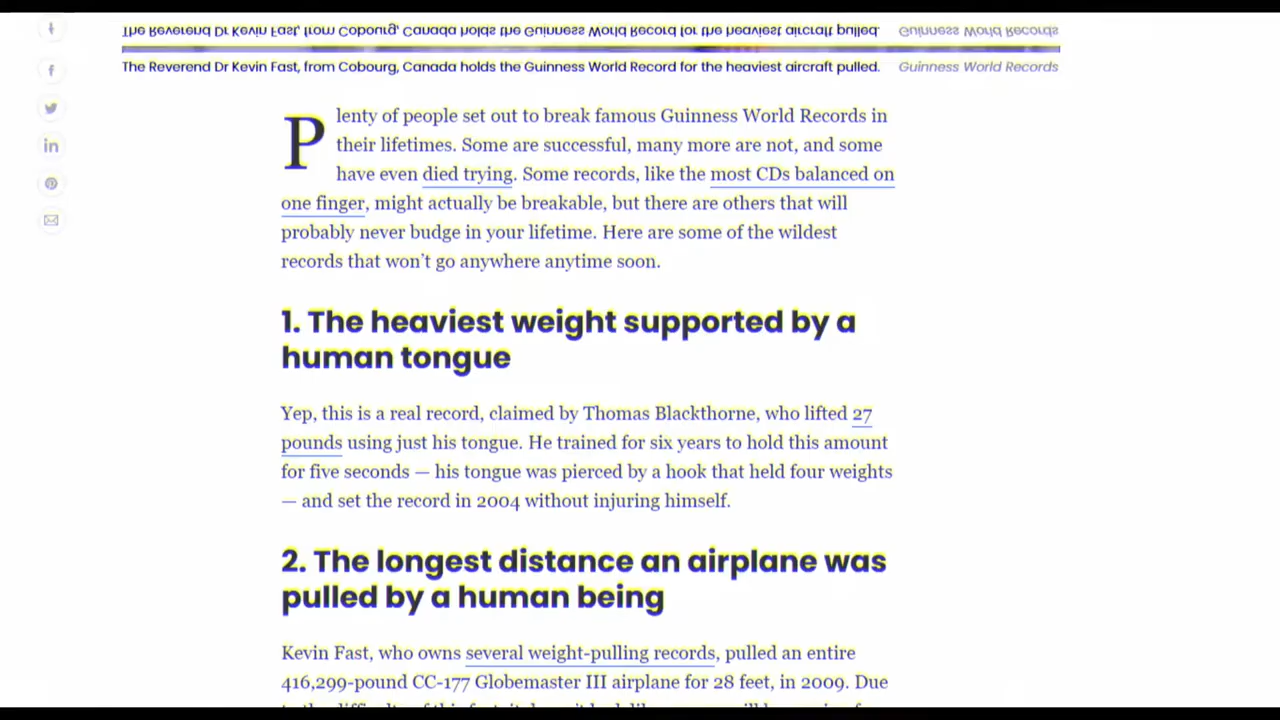 The Reverend Dr Kevin Fast, from Cobourg, Canada holds the Guinness World Record for the heaviest aircraft pulled. Guinness World Records
The Reverend Dr Kevin Fast, from Cobourg, Canada holds the Guinness World Record for the heaviest aircraft pulled. Guinness World Records
Plenty of people set out to break famous Guinness World Records in
their lifetimes. Some are successful, many more are not, and some
have even died trying. Some records, like the most CDs balanced on
one finger, might actually be breakable, but there are others that will
probably never budge in your lifetime. Here are some of the wildest
records that won't go anywhere anytime soon.
1. The heaviest weight supported by a
human tongue
Yep, this is a real record, claimed by Thomas Blackthorne, who lifted 27
pounds using just his tongue. He trained for six years to hold this amount
for five seconds — his tongue was pierced by a hook that held four weights
— and set the record in 2004 without injuring himself.
2. The longest distance an airplane was
pulled by a human being
Kevin Fast, who owns several weight-pulling records, pulled an entire
416,299-pound CC-177 Globemaster III airplane for 28 feet, in 2009. Due